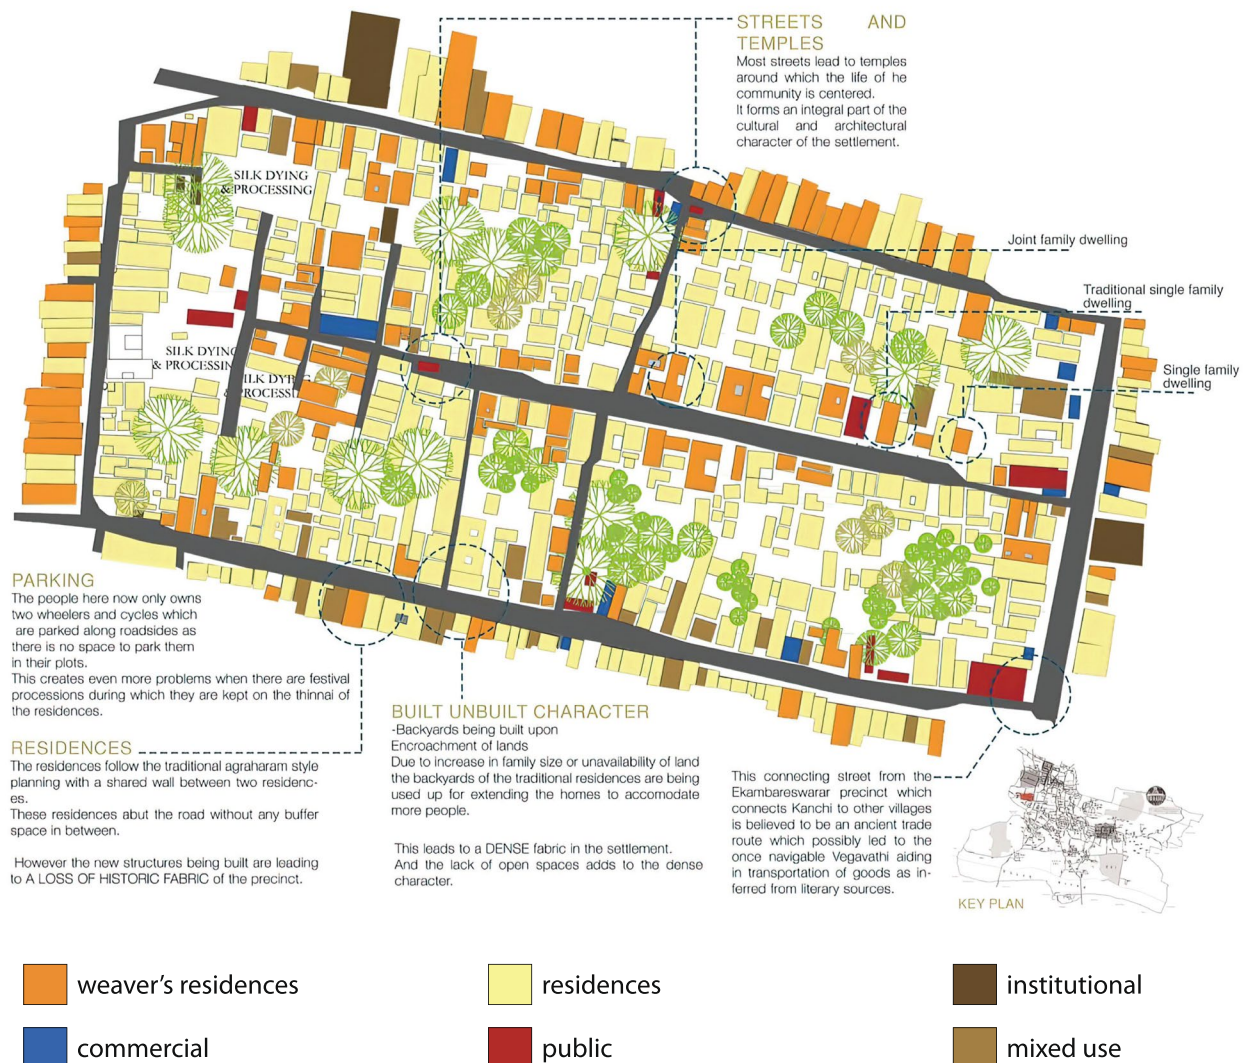 STREETS AND
TEMPLES
Most streets lead to temples
around which the life of he
community is centered.
It forms an integral part of the
cultural and architectural
character of the settlement.
SILK DYING
& PROCESSING
Joint family dwelling
Traditional single family
dwelling
Single family
dwelling
SILK DYING
& PROCESSIN
SILK DYING
& PROCESSI
PARKING
The people here now only owns
two wheelers and cycles which
are parked along roadsides as
there is no space to park them
in their plots.
This creates even more problems when there are festival
processions during which they are kept on the thinnai of
the residences.
RESIDENCES
The residences follow the traditional agraharam style
planning with a shared wall between two residenc-
es.
These residences abut the road without any buffer
space in between.
However the new structures being built are leading
to A LOSS OF HISTORIC FABRIC of the precinct.
BUILT UNBUILT CHARACTER
-Backyards being built upon
Encroachment of lands
Due to increase in family size or unavailability of land
the backyards of the traditional residences are being
used up for extending the homes to accomodate
more people.
This leads to a DENSE fabric in the settlement.
And the lack of open spaces adds to the dense
character.
This connecting street from the
Ekambareswarar precinct which
connects Kanchi to other villages
is believed to be an ancient trade
route which possibly led to the
once navigable Vegavathi aiding
in transportation of goods as in-
ferred from literary sources.
KEY PLAN
weaver's residences
residences
institutional
commercial
public
mixed use